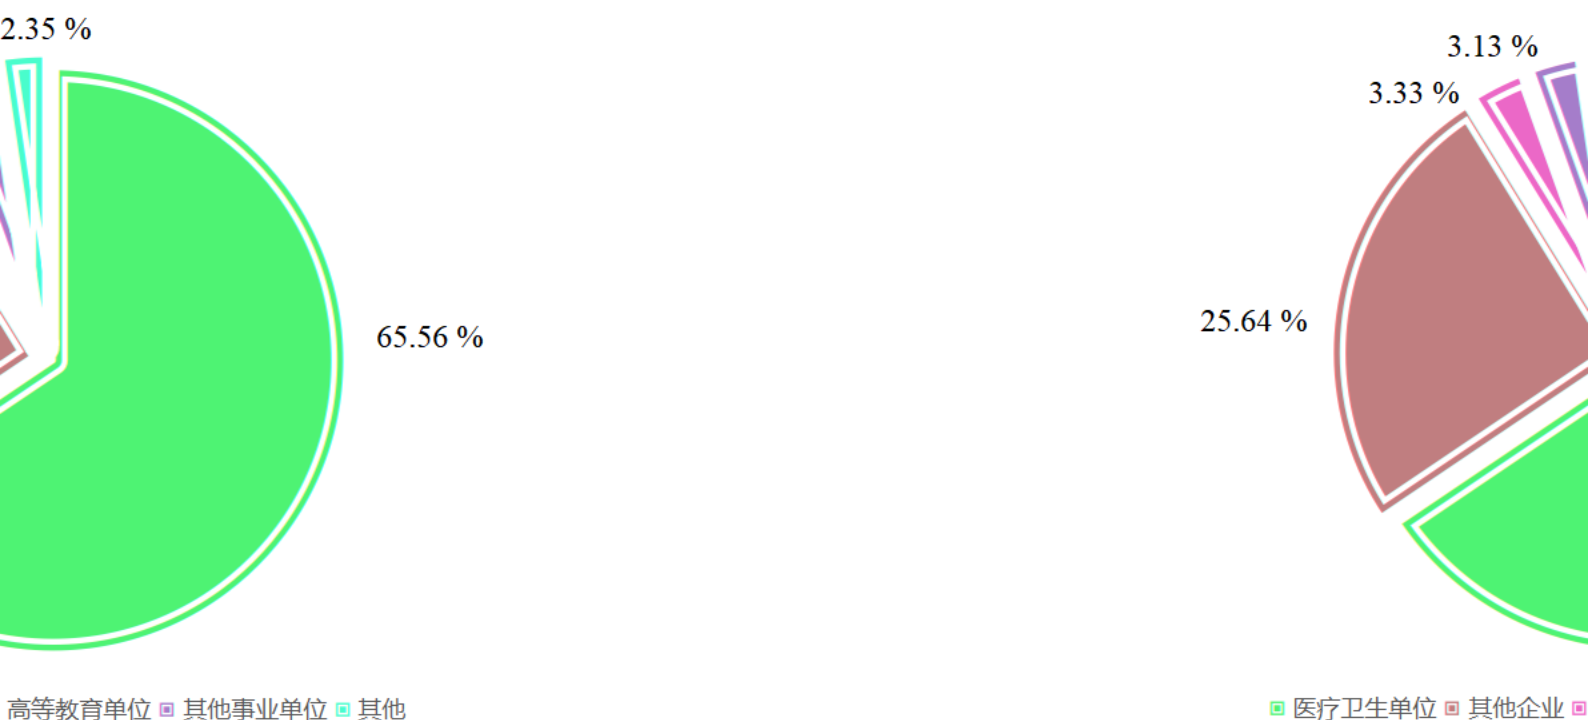 2.35 %
3.13 %
3.33 %
25.64 %
65.56 %
高等教育单位 其他事业单位 其他
医疗卫生单位 其他企业